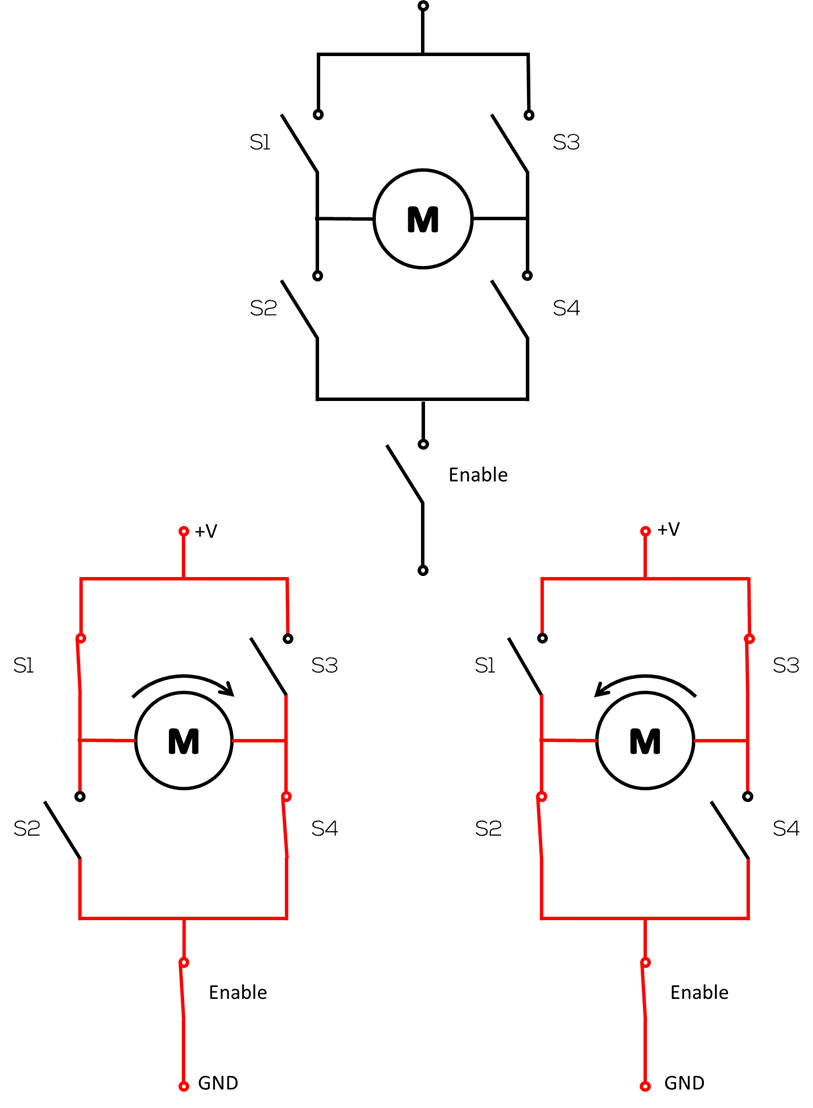 S1
S3
M
S2
S4
Enable
+V
S1
S3
M
S2
S4
Enable
GND
+V
S1
S3
M
S2
S4
Enable
GND